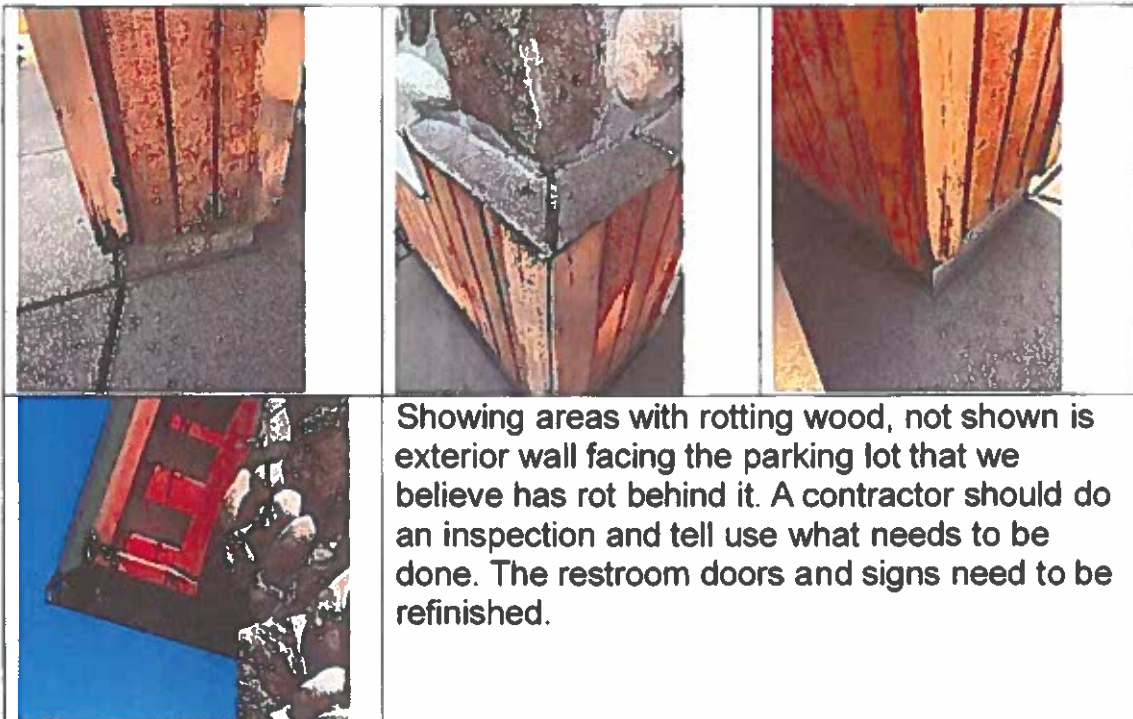 Showing areas with rotting wood, not shown is
exterior wall facing the parking lot that we
believe has rot behind it. A contractor should do
an inspection and tell use what needs to be
done. The restroom doors and signs need to be
refinished.